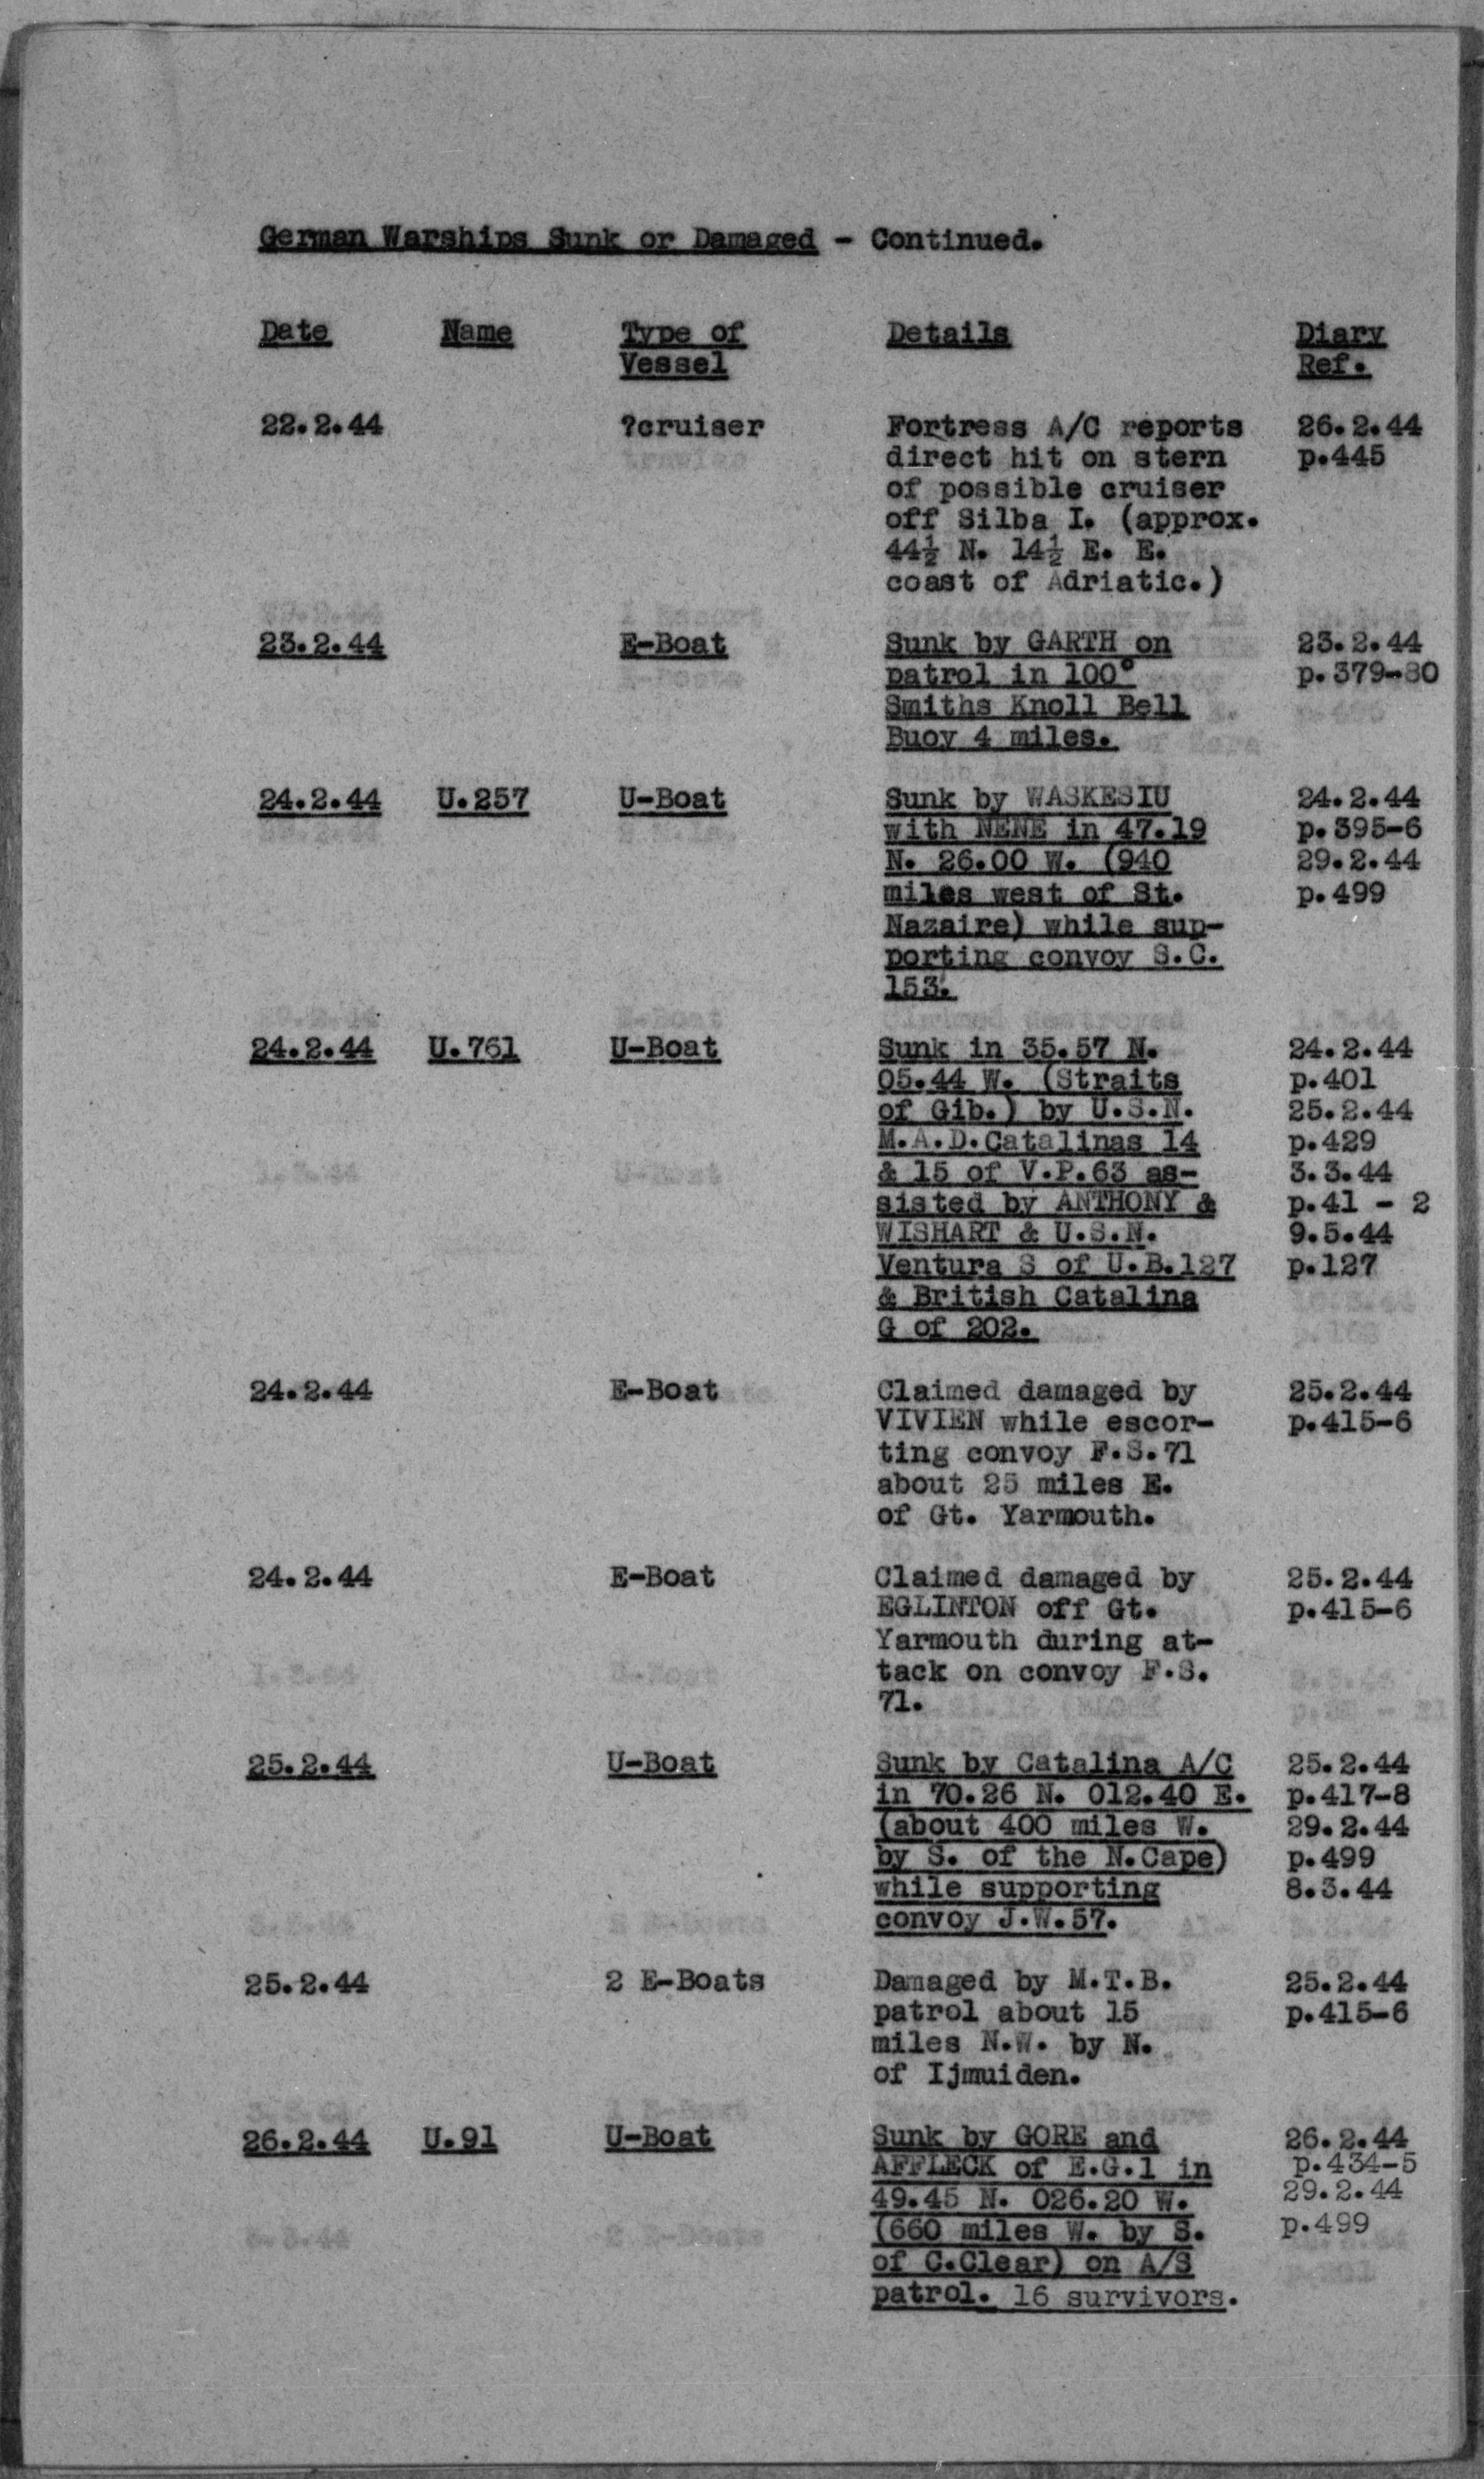 German Warships Sunk or Damaged - Continued.
Date Name Type of Details Diary
Vessel Ref.
22.2.44 ?cruiser Fortress A/C reports 26.2.44
direct hit on stern p.445
of possible cruiser
off Silba I. (approx.
44½ N. 14½ E. E.
coast of Adriatic.)
23.2.44 E-Boat Sunk by GARTH on 23.2.44
patrol in 100° p.379-80
Smiths Knoll Bell
Buoy 4 miles.
24.2.44 U.257 U-Boat Sunk by WASKESIU 24.2.44
with NENE in 47.19 p.395-6
N. 26.00 W. (940 29.2.44
miles west of St. p.499
Nazaire) while sup-
porting convoy S.C.
153.
24.2.44 U.761 U-Boat Sunk in 35.57 N. 24.2.44
05.44 W. (Straits p.401
of Gib.) by U.S.N. 25.2.44
M.A.D.Catalinas 14 p.429
& 15 of V.P.63 as- 3.3.44
sisted by ANTHONY & p.41 - 2
WISHART & U.S.N. 9.5.44
Ventura S of U.B.127 p.127
& British Catalina
G of 202.
24.2.44 E-Boat Claimed damaged by 25.2.44
VIVIEN while escor- p.415-6
ting convoy F.S.71
about 25 miles E.
of Gt. Yarmouth.
24.2.44 E-Boat Claimed damaged by 25.2.44
EGLINTON off Gt. p.415-6
Yarmouth during at-
tack on convoy F.S.
71.
25.2.44 U-Boat Sunk by Catalina A/C 25.2.44
in 70.26 N. 012.40 E. p.417-8
(about 400 miles W. 29.2.44
by S. of the N.Cape) p.499
while supporting 8.3.44
convoy J.W.57.
25.2.44 2 E-Boats Damaged by M.T.B. 25.2.44
patrol about 15 p.415-6
miles N.W. by N.
of Ijmuiden.
26.2.44 U.91 U-Boat Sunk by GORE and 26.2.44
AFFLECK of E.G.1 in p.434-5
49.45 N. 026.20 W. 29.2.44
(660 miles W. by S. p.499
of C.Clear) on A/S
patrol. 16 survivors.